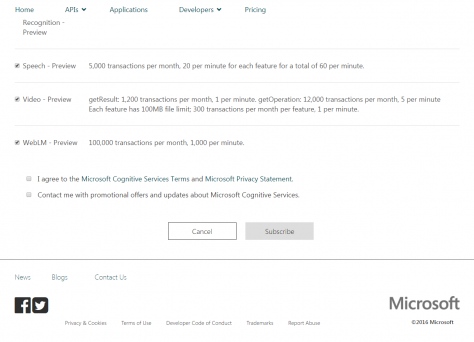 Home APIs Applications Developers Pricing
Recognition -
Preview
Speech - Preview 5,000 transactions per month, 20 per minute for each feature for a total of 60 per minute.
Video - Preview getResult: 1,200 transactions per month, 1 per minute. getOperation: 12,000 transactions per month, 5 per minute
Each feature has 100MB file limit; 300 transactions per month per feature, 1 per minute.
WebLM - Preview 100,000 transactions per month, 1,000 per minute.
I agree to the Microsoft Cognitive Services Terms and Microsoft Privacy Statement.
Contact me with promotional offers and updates about Microsoft Cognitive Services.
Cancel Subscribe
News Blogs Contact Us
Microsoft
Privacy & Cookies Terms of Use Developer Code of Conduct Trademarks Report Abuse ©2016 Microsoft